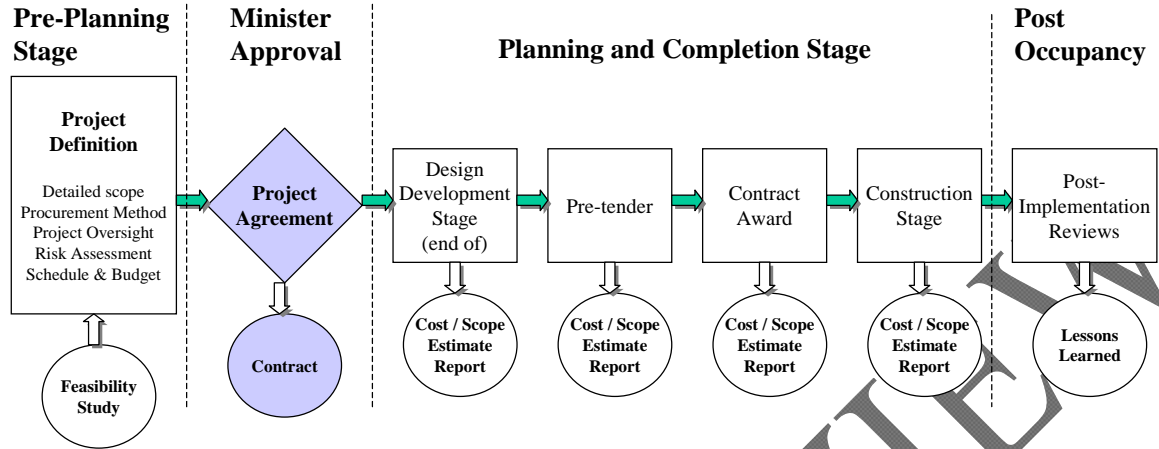 Pre-Planning
Stage
Minister
Approval
Planning and Completion Stage
Post
Occupancy
Project
Definition
Detailed scope
Procurement Method
Project Oversight
Risk Assessment
Schedule & Budget
Feasibility
Study
Project
Agreement
Contract
Design
Development
Stage
(end of)
Cost / Scope
Estimate
Report
Pre-tender
Cost / Scope
Estimate
Report
Contract
Award
Cost / Scope
Estimate
Report
Construction
Stage
Cost / Scope
Estimate
Report
Post-
Implementation
Reviews
Lessons
Learned